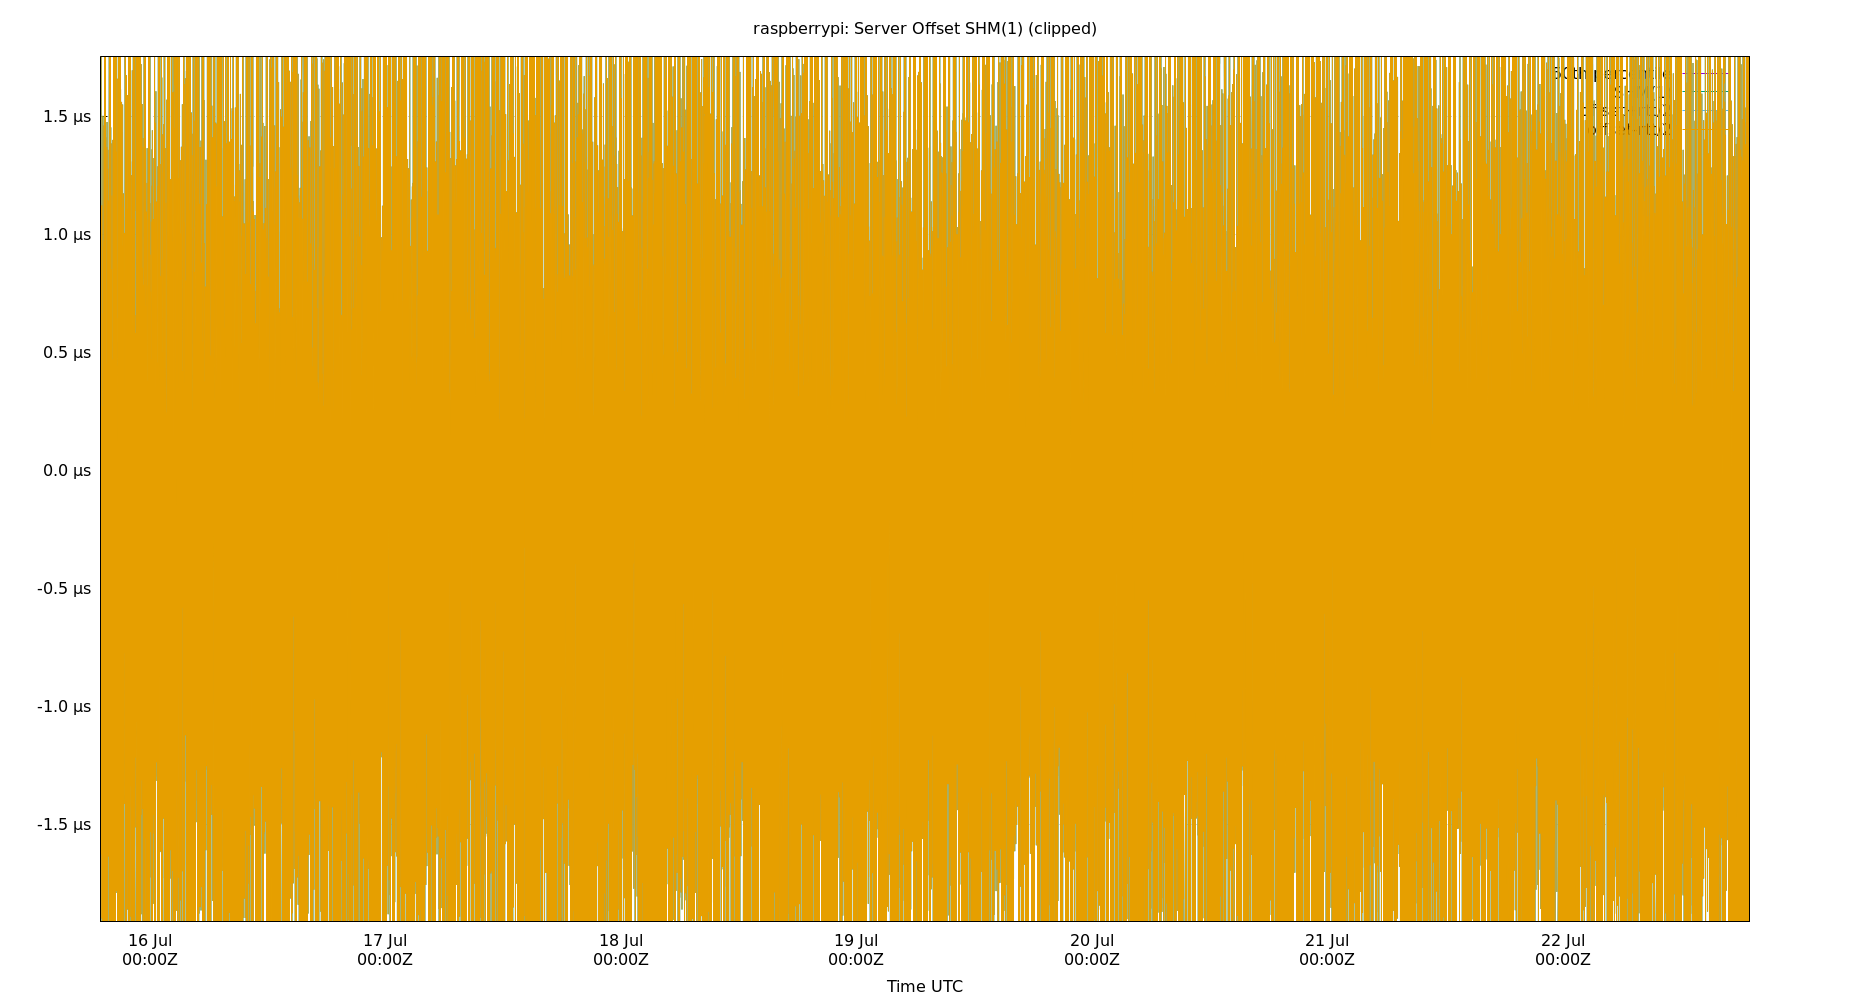 raspberrypi: Server Offset SHM(1) (clipped)
50th percentile
1.5 µs
1.0 µs
0.5 µs
0.0 µs
-0.5 µs
-1.0 µs
-1.5 µs
16 Jul 17 Jul 18 Jul 19 Jul 20 Jul 21 Jul 22 Jul
00:00Z 00:00Z 00:00Z 00:00Z 00:00Z 00:00Z 00:00Z
Time UTC